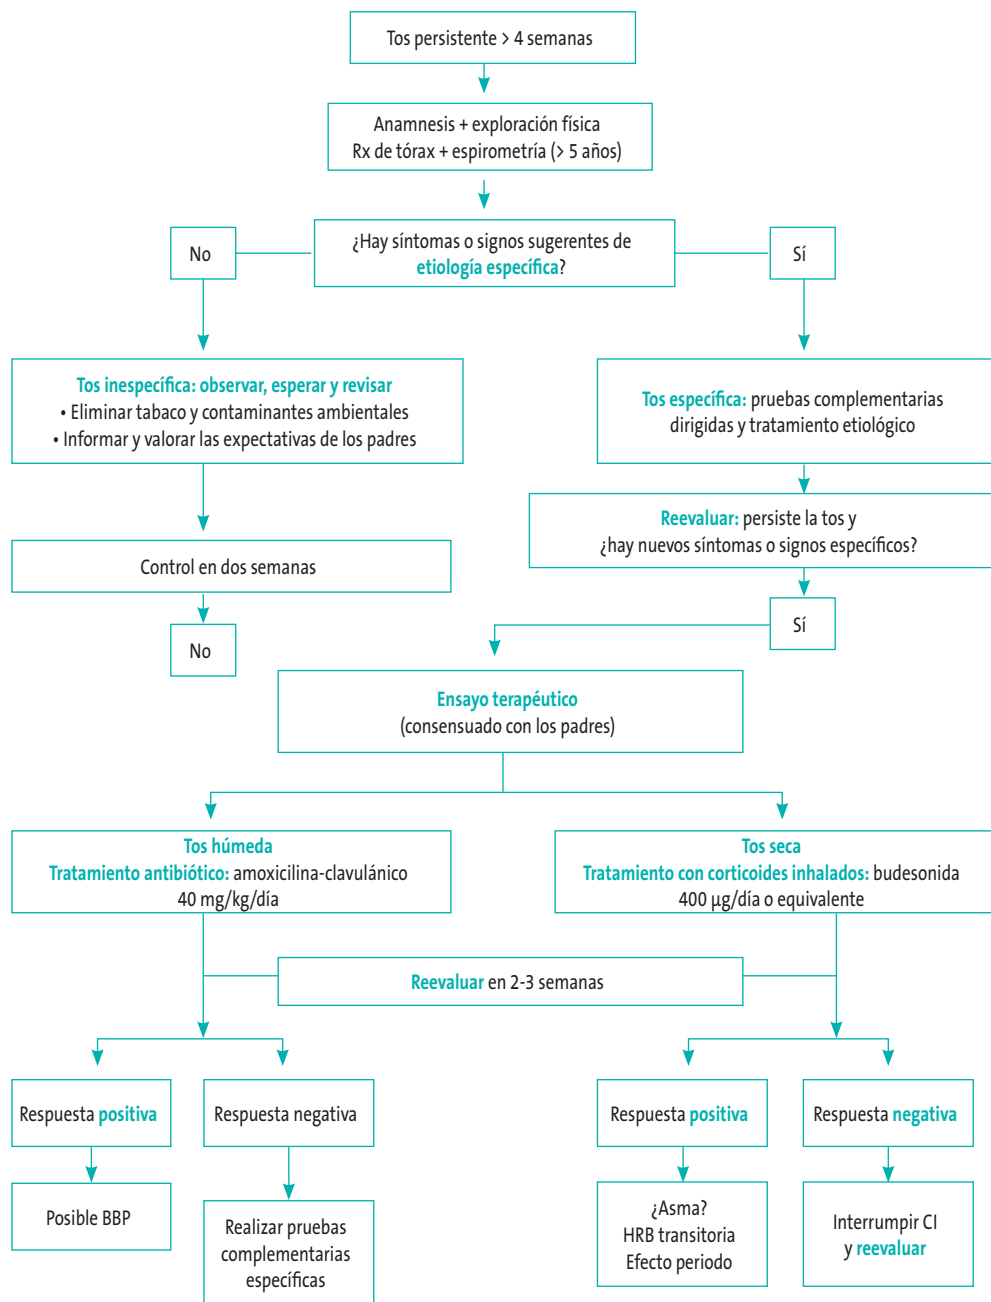 Tos persistente > 4 semanas
Anamnesis + exploración física
Rx de tórax + espirometría (> 5 años)
¿Hay síntomas o signos sugerentes de
etiología específica?
No
Sí
Tos inespecífica: observar, esperar y revisar
• Eliminar tabaco y contaminantes ambientales
• Informar y valorar las expectativas de los padres
Tos específica: pruebas complementarias
dirigidas y tratamiento etiológico
Control en dos semanas
Reevaluar: persiste la tos y
¿hay nuevos síntomas o signos específicos?
No
Sí
Ensayo terapéutico
(consensuado con los padres)
Tos húmeda
Tratamiento antibiótico: amoxicilina-clavulánico
40 mg/kg/día
Tos seca
Tratamiento con corticoides inhalados: budesonida
400 μg/día o equivalente
Reevaluar en 2-3 semanas
Respuesta positiva
Respuesta negativa
Respuesta positiva
Respuesta negativa
Posible BBP
Realizar pruebas
complementarias
específicas
¿Asma?
HRB transitoria
Efecto periodo
Interrumpir CI
y reevaluar